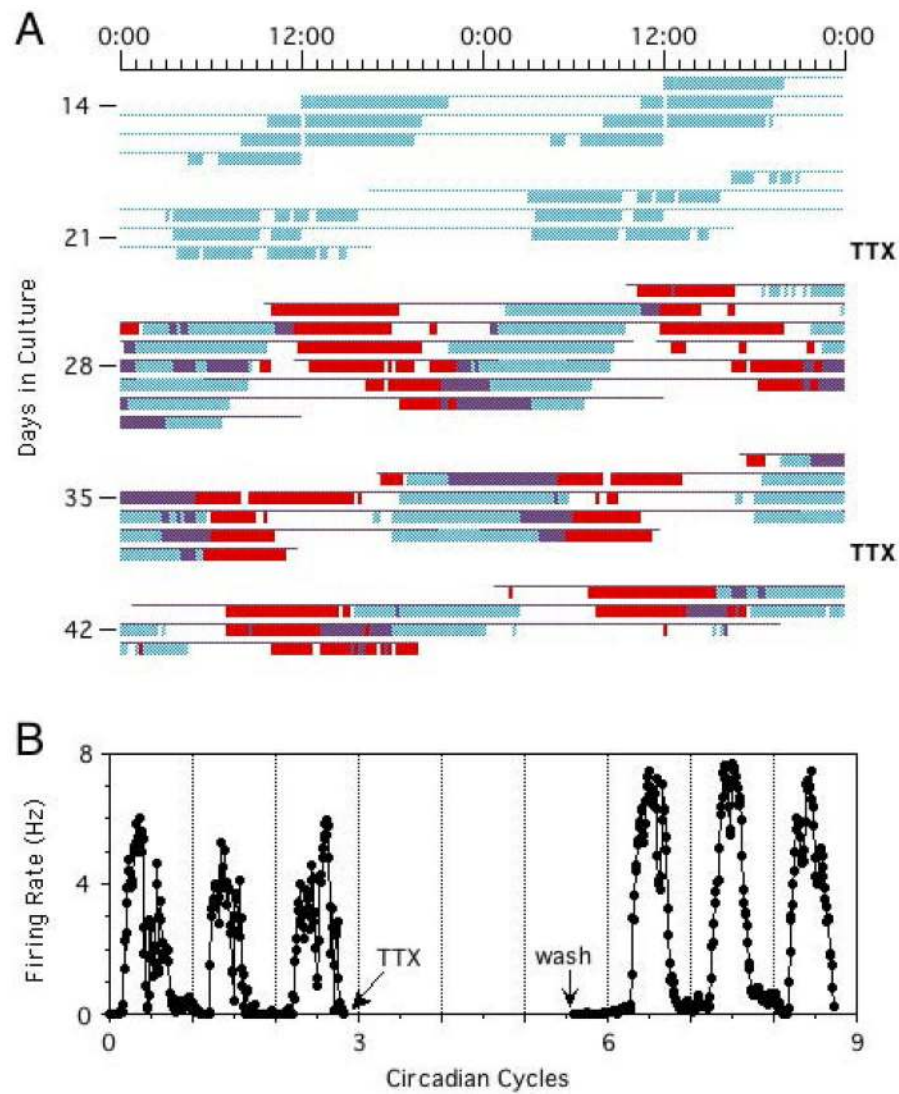 A
0:00 12:00 0:00 12:00 0:00
14
21
TTX
Days in Culture
28
35
TTX
42
B
8
Firing Rate (Hz)
4
TTX
wash
0
0 3 6 9
Circadian Cycles